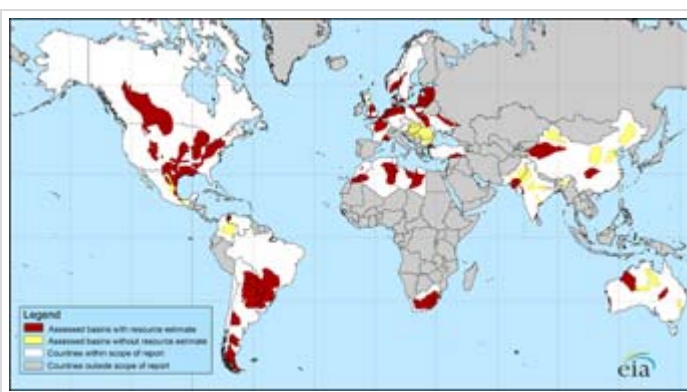 Legend
Assessed basins with resource estimate
Assessed basins without resource estimate
Countries within scope of report
Countries outside scope of report
eia